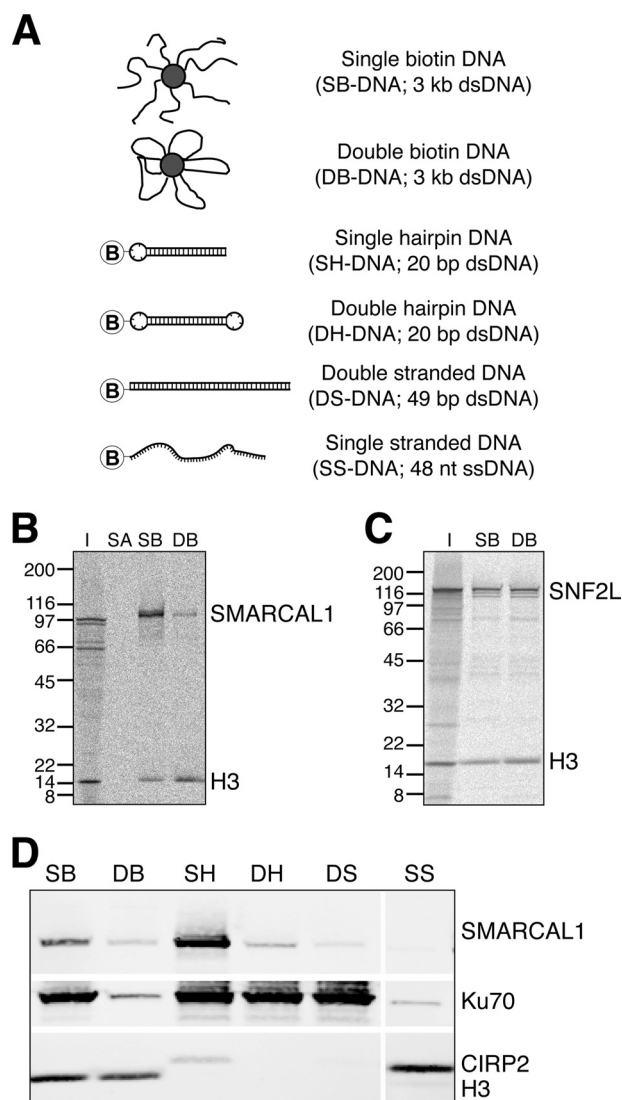 A
Single biotin DNA
(SB-DNA; 3 kb dsDNA)
Double biotin DNA
(DB-DNA; 3 kb dsDNA)
B
Single hairpin DNA
(SH-DNA; 20 bp dsDNA)
B
Double hairpin DNA
(DH-DNA; 20 bp dsDNA)
B
Double stranded DNA
(DS-DNA; 49 bp dsDNA)
B
Single stranded DNA
(SS-DNA; 48 nt ssDNA)
B
I SA SB DB
200
116
97
66
45
32
22
14
8
SMARCAL1
H3
C
I SB DB
200
116
97
66
45
32
22
14
8
SNF2L
H3
D
SB DB SH DH DS SS
SMARCAL1
Ku70
CIRP2
H3